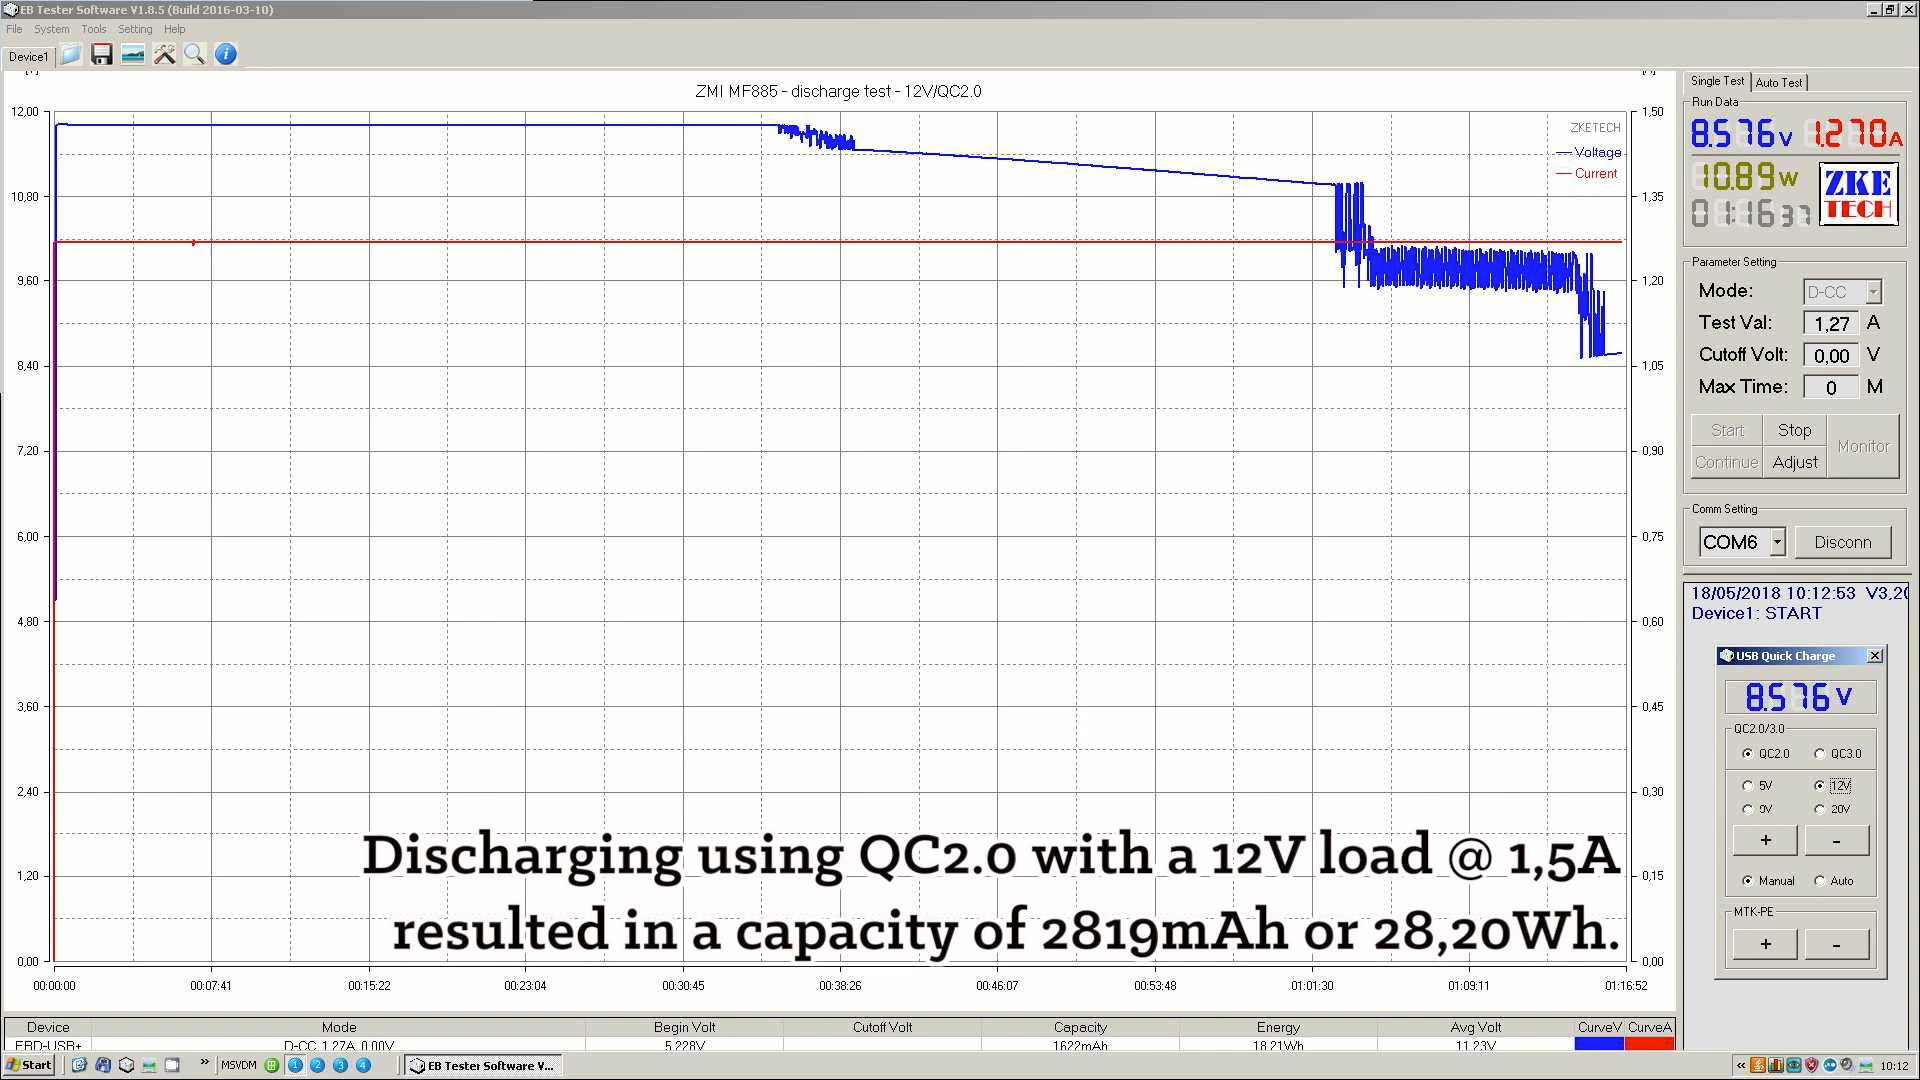 EB Tester Software V1.8.5 (Build 2016-03-10)
File System Tools Setting Help
Device1
ZMI MF885 - discharge test - 12V/QC2.0
12,00
10,80
9,60
8,40
7,20
6,00
4,80
3,60
2,40
1,20
0,00
1,50
1,35
1,20
1,05
0,90
0,75
0,60
0,45
0,30
0,15
0,00
ZKETECH
Voltage
Current
00:00:00 00:07:41 00:15:22 00:23:04 00:30:45 00:38:26 00:46:07 00:53:48 01:01:30 01:09:11 01:16:52
Discharging using QC2.0 with a 12V load @ 1,5A
resulted in a capacity of 2819mAh or 28,20Wh.
Single Test Auto Test
Run Data
8.576V 1.270A
10.89W
01:16:37
ZKE
TECH
Parameter Setting
Mode: D-CC
Test Val: 1,27 A
Cutoff Volt: 0,00 V
Max Time: 0 M
Start Stop Monitor
Continue Adjust
Comm Setting
COM6 Disconn
18/05/2018 10:12:53 V3,20
Device1: START
USB Quick Charge
8.576 V
QC2.0/3.0
QC2.0 QC3.0
5V 12V
9V 20V
+ -
Manual Auto
MTK-PE
+ -
Device Mode Begin Volt Cutoff Volt Capacity Energy Avg Volt CurveV CurveA
EBD-USB+ D-CC 1.27A 0.00V 5.228V 1622mAh 18.21Wh 11.23V
Start » MSVDM 1 2 3 4 EB Tester Software V... « 10:12